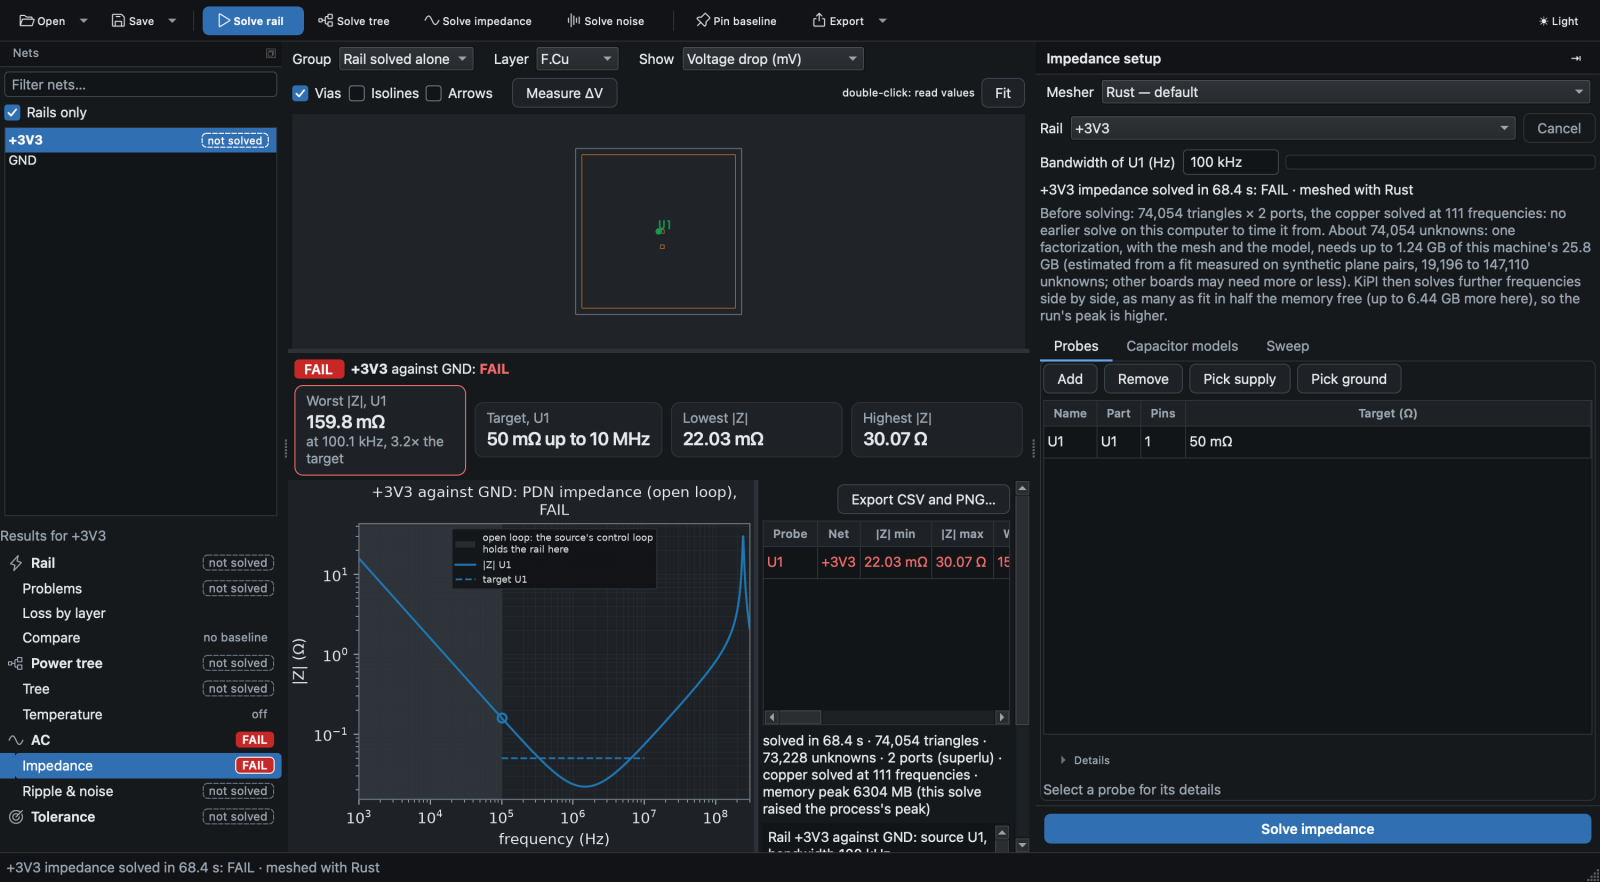 Open
Save
Solve rail
Solve tree
Solve impedance
Solve noise
Pin baseline
Export
Light
Nets
Filter nets...
Rails only
+3V3 not solved
GND
Results for +3V3
Rail not solved
Problems not solved
Loss by layer
Compare no baseline
Power tree not solved
Tree not solved
Temperature off
AC FAIL
Impedance FAIL
Ripple & noise not solved
Tolerance not solved
Group Rail solved alone Layer F.Cu Show Voltage drop (mV)
Vias Isolines Arrows Measure ΔV double-click: read values Fit
U1
FAIL +3V3 against GND: FAIL
Worst |Z|, U1
159.8 mΩ
at 100.1 kHz, 3.2× the
target
Target, U1
50 mΩ up to 10 MHz
Lowest |Z|
22.03 mΩ
Highest |Z|
30.07 Ω
+3V3 against GND: PDN impedance (open loop),
FAIL
open loop: the source's control loop
holds the rail here
|Z| U1
target U1
10¹
10⁰
10⁻¹
|Z| (Ω)
10³ 10⁴ 10⁵ 10⁶ 10⁷ 10⁸
frequency (Hz)
Export CSV and PNG...
Probe Net |Z| min |Z| max
U1 +3V3 22.03 mΩ 30.07 Ω 15
solved in 68.4 s · 74,054 triangles ·
73,228 unknowns · 2 ports (superlu) ·
copper solved at 111 frequencies ·
memory peak 6304 MB (this solve
raised the process's peak)
Rail +3V3 against GND: source U1,
bandwidth 100 kHz
Impedance setup
Mesher Rust — default
Rail +3V3 Cancel
Bandwidth of U1 (Hz) 100 kHz
+3V3 impedance solved in 68.4 s: FAIL · meshed with Rust
Before solving: 74,054 triangles × 2 ports, the copper solved at 111 frequencies: no
earlier solve on this computer to time it from. About 74,054 unknowns: one
factorization, with the mesh and the model, needs up to 1.24 GB of this machine's 25.8
GB (estimated from a fit measured on synthetic plane pairs, 19,196 to 147,110
unknowns; other boards may need more or less). KiPI then solves further frequencies
side by side, as many as fit in half the memory free (up to 6.44 GB more here), so the
run's peak is higher.
Probes Capacitor models Sweep
Add Remove Pick supply Pick ground
Name Part Pins Target (Ω)
U1 U1 1 50 mΩ
Details
Select a probe for its details
Solve impedance
+3V3 impedance solved in 68.4 s: FAIL · meshed with Rust